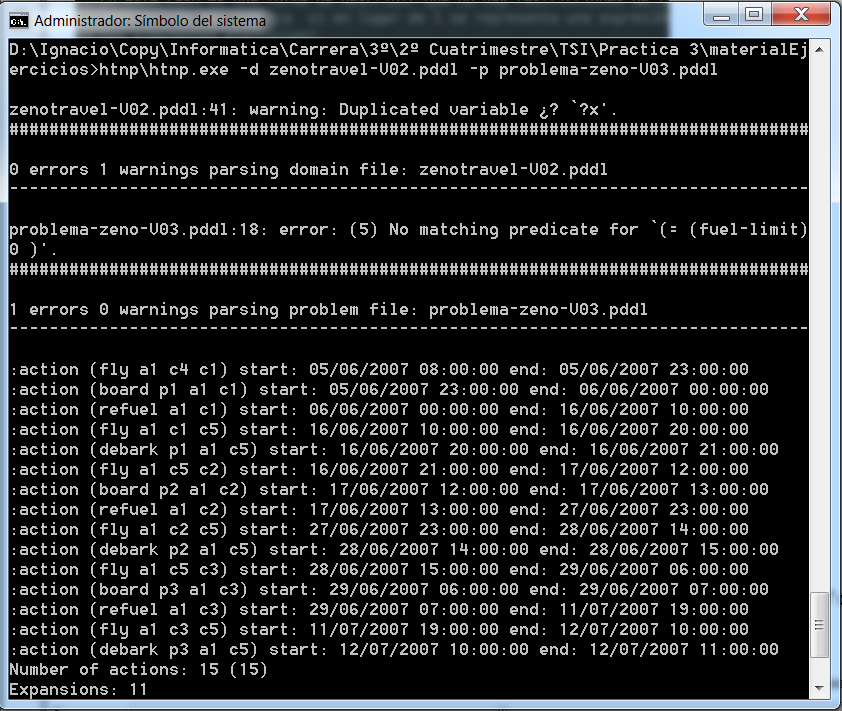 Administrador: Símbolo del sistema
D:\Ignacio\Copy\Informatica\Carrera\3º\2º Cuatrimestre\TSI\Practica 3\materialEj
ercicios>htnp\htnp.exe -d zenotravel-V02.pddl -p problema-zeno-V03.pddl
zenotravel-V02.pddl:41: warning: Duplicated variable ¿? `?x'.
################################################################################
0 errors 1 warnings parsing domain file: zenotravel-V02.pddl
--------------------------------------------------------------------------------
problema-zeno-V03.pddl:18: error: (5) No matching predicate for `(= (fuel-limit)
0 )'.
################################################################################
1 errors 0 warnings parsing problem file: problema-zeno-V03.pddl
--------------------------------------------------------------------------------
:action (fly a1 c4 c1) start: 05/06/2007 08:00:00 end: 05/06/2007 23:00:00
:action (board p1 a1 c1) start: 05/06/2007 23:00:00 end: 06/06/2007 00:00:00
:action (refuel a1 c1) start: 06/06/2007 00:00:00 end: 16/06/2007 10:00:00
:action (fly a1 c1 c5) start: 16/06/2007 10:00:00 end: 16/06/2007 20:00:00
:action (debark p1 a1 c5) start: 16/06/2007 20:00:00 end: 16/06/2007 21:00:00
:action (fly a1 c5 c2) start: 16/06/2007 21:00:00 end: 17/06/2007 12:00:00
:action (board p2 a1 c2) start: 17/06/2007 12:00:00 end: 17/06/2007 13:00:00
:action (refuel a1 c2) start: 17/06/2007 13:00:00 end: 27/06/2007 23:00:00
:action (fly a1 c2 c5) start: 27/06/2007 23:00:00 end: 28/06/2007 14:00:00
:action (debark p2 a1 c5) start: 28/06/2007 14:00:00 end: 28/06/2007 15:00:00
:action (fly a1 c5 c3) start: 28/06/2007 15:00:00 end: 29/06/2007 06:00:00
:action (board p3 a1 c3) start: 29/06/2007 06:00:00 end: 29/06/2007 07:00:00
:action (refuel a1 c3) start: 29/06/2007 07:00:00 end: 11/07/2007 19:00:00
:action (fly a1 c3 c5) start: 11/07/2007 19:00:00 end: 12/07/2007 10:00:00
:action (debark p3 a1 c5) start: 12/07/2007 10:00:00 end: 12/07/2007 11:00:00
Number of actions: 15 (15)
Expansions: 11